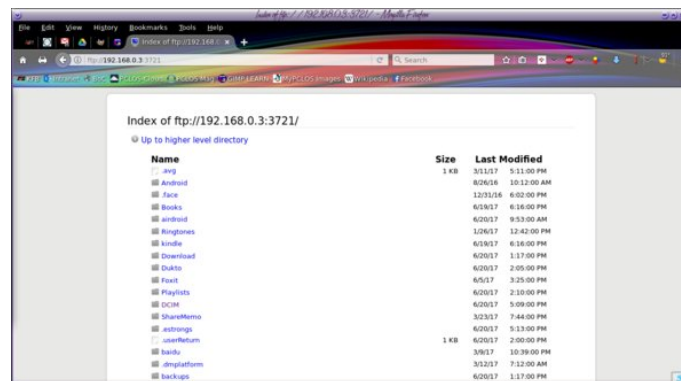 Index of ftp://192.168.0.3:3721/ - Mozilla Firefox
File Edit View History Bookmarks Tools Help
Index of ftp://192.168.0.
ftp://192.168.0.3:3721
Search
Wikipedia Facebook
Index of ftp://192.168.0.3:3721/
Up to higher level directory
Name Size Last Modified
.avg 1 KB 3/11/17 5:11:00 PM
Android 8/26/16 10:12:00 AM
.face 12/31/16 6:02:00 PM
Books 6/19/17 6:16:00 PM
airdroid 6/20/17 9:53:00 AM
Ringtones 1/26/17 12:42:00 PM
kindle 6/19/17 6:16:00 PM
Download 6/20/17 1:17:00 PM
Dukto 6/20/17 2:05:00 PM
Foxit 6/5/17 3:25:00 PM
Playlists 6/20/17 2:10:00 PM
DCIM 6/20/17 5:09:00 PM
ShareMemo 3/23/17 7:44:00 PM
.estrongs 6/20/17 5:13:00 PM
.userReturn 1 KB 6/20/17 2:00:00 PM
baidu 3/9/17 10:39:00 PM
.dmplatform 3/12/17 7:12:00 AM
backups 6/20/17 1:17:00 PM